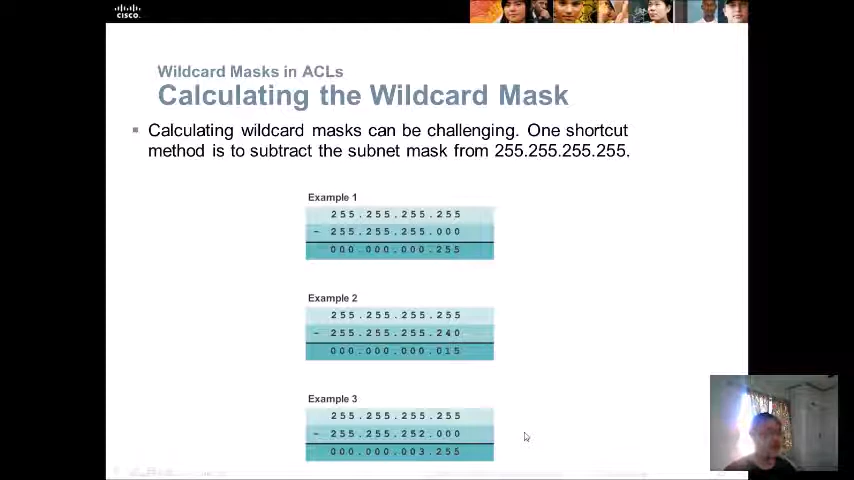 cisco.
Wildcard Masks in ACLs
Calculating the Wildcard Mask
Calculating wildcard masks can be challenging. One shortcut
method is to subtract the subnet mask from 255.255.255.255.
Example 1
255.255.255.255
- 255.255.255.000
000.000.000.255
Example 2
255.255.255.255
- 255.255.255.240
000.000.000.015
Example 3
255.255.255.255
- 255.255.252.000
000.000.003.255